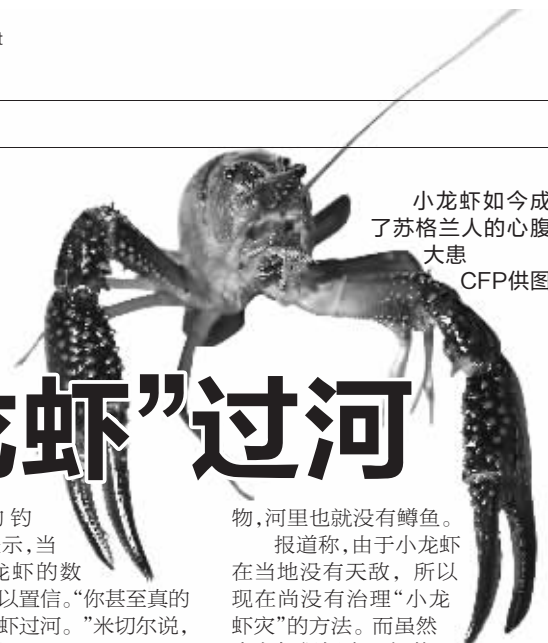 小龙虾如今成
了苏格兰人的心腹
大患
CFP供图
虾”过河
钓
示,当
龙虾的数
以置信。“你甚至真的
虾过河。”米切尔说,
物,河里也就没有鳟鱼。
报道称,由于小龙虾
在当地没有天敌，所以
现在尚没有治理“小龙
虾灾”的方法。而虽然